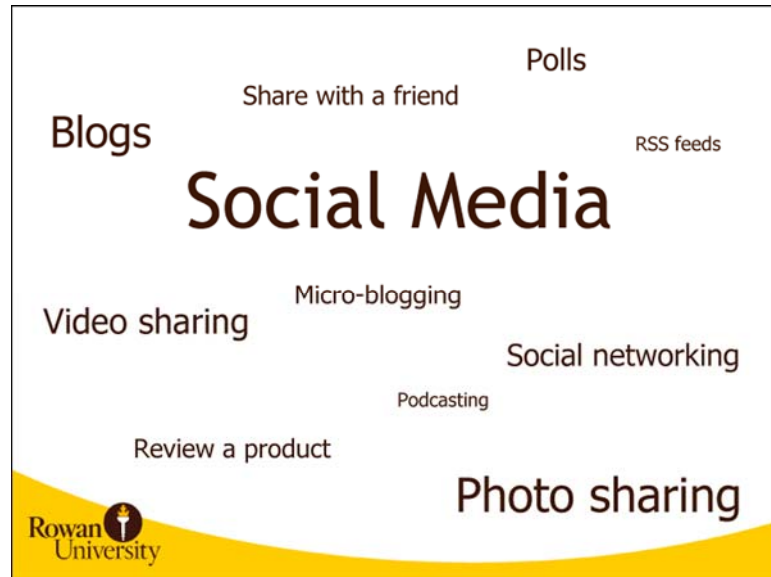 Polls
Share with a friend
Blogs
RSS feeds
Social Media
Micro-blogging
Video sharing
Social networking
Podcasting
Review a product
Photo sharing
Rowan
University